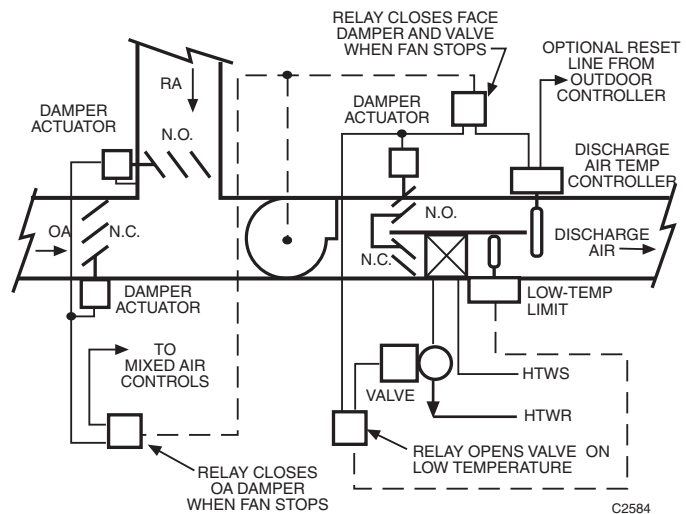 RELAY CLOSES FACE
DAMPER AND VALVE
WHEN FAN STOPS
OPTIONAL RESET
LINE FROM
OUTDOOR
CONTROLLER
RA
DAMPER
ACTUATOR
N.O.
DAMPER
ACTUATOR
DISCHARGE
AIR TEMP
CONTROLLER
OA
N.C.
N.O.
N.C.
DISCHARGE
AIR
DAMPER
ACTUATOR
LOW-TEMP
LIMIT
TO
MIXED AIR
CONTROLS
VALVE
HTWS
HTWR
RELAY OPENS VALVE ON
LOW TEMPERATURE
RELAY CLOSES
OA DAMPER
WHEN FAN STOPS
C2584